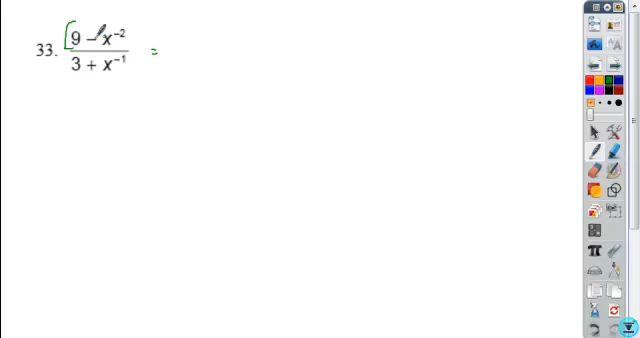 33. [9 − x⁻² / 3 + x⁻¹ =